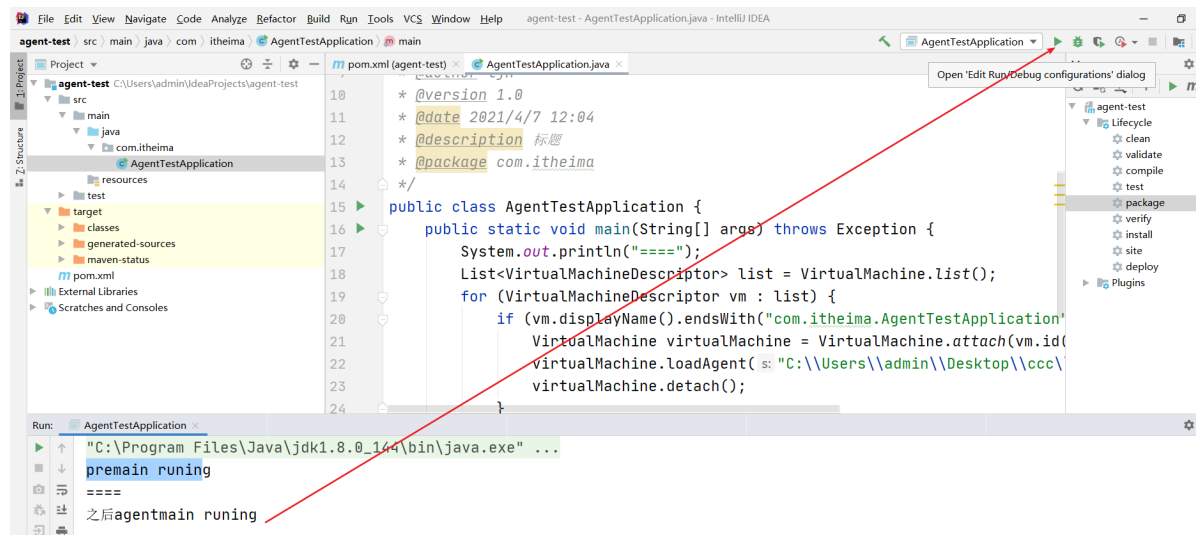 File Edit View Navigate Code Analyze Refactor Build Run Tools VCS Window Help agent-test - AgentTestApplication.java - IntelliJ IDEA
agent-test src main java com itheima AgentTestApplication main
AgentTestApplication
Open 'Edit Run/Debug configurations' dialog
1: Project
Z: Structure
Project
agent-test C:\Users\admin\IdeaProjects\agent-test
src
main
java
com.itheima
AgentTestApplication
resources
test
target
classes
generated-sources
maven-status
pom.xml
External Libraries
Scratches and Consoles
pom.xml (agent-test) AgentTestApplication.java
10 * @version 1.0
11 * @date 2021/4/7 12:04
12 * @description 标题
13 * @package com.itheima
14 */
15 public class AgentTestApplication {
16 public static void main(String[] args) throws Exception {
17 System.out.println("====");
18 List<VirtualMachineDescriptor> list = VirtualMachine.list();
19 for (VirtualMachineDescriptor vm : list) {
20 if (vm.displayName().endsWith("com.itheima.AgentTestApplication"
21 VirtualMachine virtualMachine = VirtualMachine.attach(vm.id(
22 virtualMachine.loadAgent( s: "C:\\Users\\admin\\Desktop\\ccc\
23 virtualMachine.detach();
24 }
agent-test
Lifecycle
clean
validate
compile
test
package
verify
install
site
deploy
Plugins
Run: AgentTestApplication
"C:\Program Files\Java\jdk1.8.0_144\bin\java.exe" ...
premain runing
====
之后agentmain runing